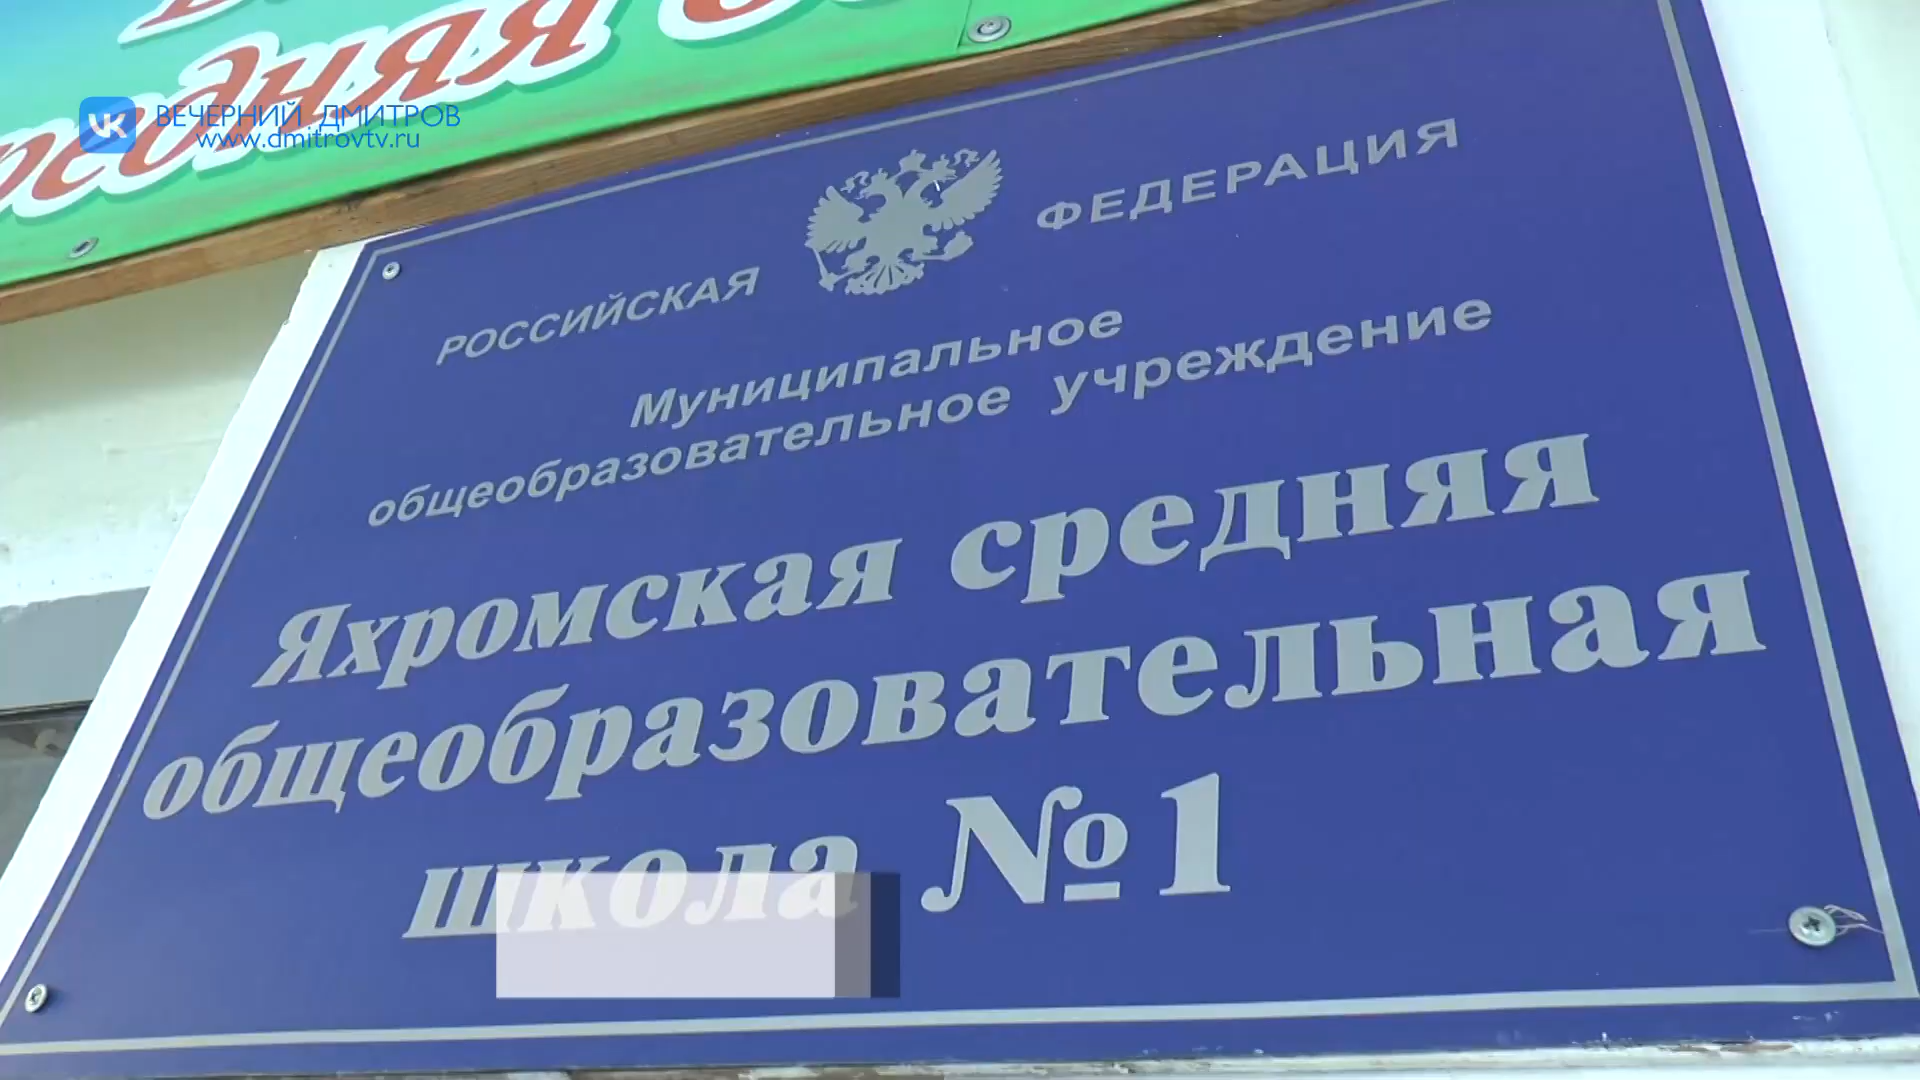 ВЕЧЕРНИЙ ДМИТРОВ
www.dmitrovtv.ru
РОССИЙСКАЯ ФЕДЕРАЦИЯ
Муниципальное
общеобразовательное учреждение
Яхромская средняя
общеобразовательная
школа №1